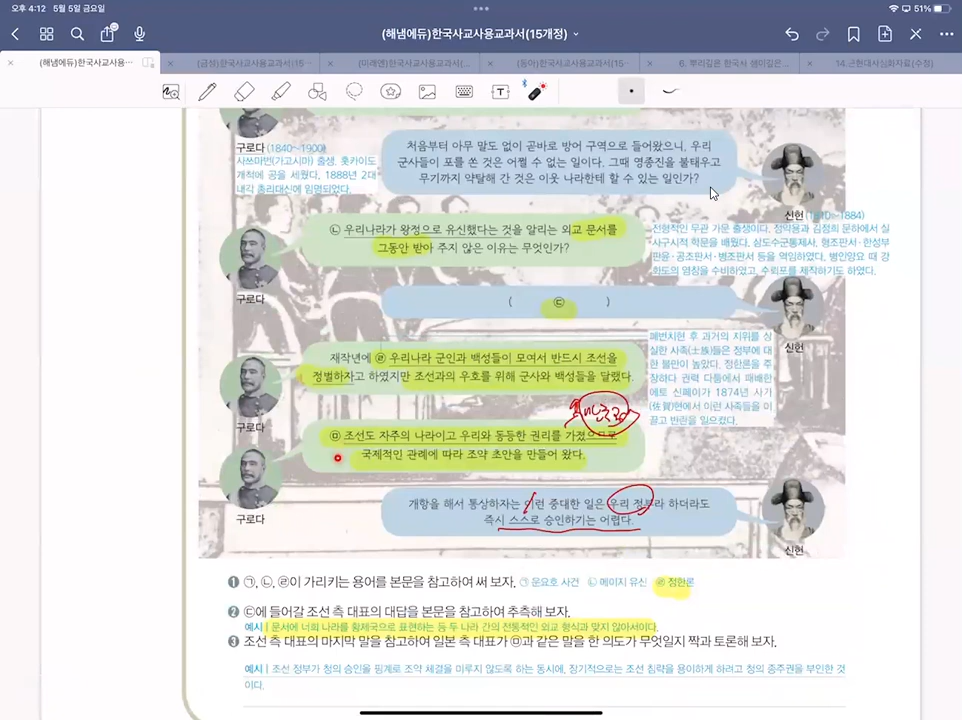 오후 4:12 5월 5일 금요일
51%
(해냄에듀)한국사교사용교과서(15개정)
(해냄에듀)한국사교사용…
(금성)한국사교사용교과서(15…
(미래엔)한국사교사용교과서(…
(동아)한국사교사용교과서(15…
6. 뿌리깊은 한국사 샘이깊은…
14.근현대사심화자료(수정)
처음부터 아무 말도 없이 곧바로 방어 구역으로 들어왔으니, 우리
군사들이 포를 쏜 것은 어쩔 수 없는 일이다. 그때 영종진을 불태우고
무기까지 약탈해 간 것은 이웃 나라한테 할 수 있는 일인가?
구로다 (1840~1900)
사쓰마번(가고시마) 출생. 홋카이도
개척에 공을 세웠다. 1888년 2대
내각 총리대신에 임명되었다.
신헌 (1810~1884)
전형적인 무관 가문 출생이다. 정약용과 김정희 문하에서 실
사구시적 학문을 배웠다. 삼도수군통제사, 형조판서·한성부
판윤·공조판서·병조판서 등을 역임하였다. 병인양요 때 강
화도의 염창을 수비하였고, 수뢰포를 제작하기도 하였다.
㉡ 우리나라가 왕정으로 유신했다는 것을 알리는 외교 문서를
그동안 받아 주지 않은 이유는 무엇인가?
구로다
( ㉢ )
신헌
재작년에 ㉣ 우리나라 군인과 백성들이 모여서 반드시 조선을
정벌하자고 하였지만 조선과의 우호를 위해 군사와 백성들을 달랬다.
구로다
폐번치현 후 과거의 지위를 상
실한 사족(士族)들은 정부에 대
한 불만이 높았다. 정한론을 주
창하다 권력 다툼에서 패배한
에토 신페이가 1874년 사가
(佐賀)현에서 이런 사족들을 이
끌고 반란을 일으켰다.
㉤ 조선도 자주의 나라이고 우리와 동등한 권리를 가졌으므로
국제적인 관례에 따라 조약 초안을 만들어 왔다.
구로다
개항을 해서 통상하자는 이런 중대한 일은 우리 정부라 하더라도
즉시 스스로 승인하기는 어렵다.
신헌
❶ ㉠, ㉡, ㉣이 가리키는 용어를 본문을 참고하여 써 보자. ㉠ 운요호 사건 ㉡ 메이지 유신 ㉣ 정한론
❷ ㉢에 들어갈 조선 측 대표의 대답을 본문을 참고하여 추측해 보자.
예시 | 문서에 너희 나라를 황제국으로 표현하는 등 두 나라 간의 전통적인 외교 형식과 맞지 않아서이다.
❸ 조선 측 대표의 마지막 말을 참고하여 일본 측 대표가 ㉤과 같은 말을 한 의도가 무엇일지 짝과 토론해 보자.
예시 | 조선 정부가 청의 승인을 핑계로 조약 체결을 미루지 않도록 하는 동시에, 장기적으로는 조선 침략을 용이하게 하려고 청의 종주권을 부인한 것
이다.